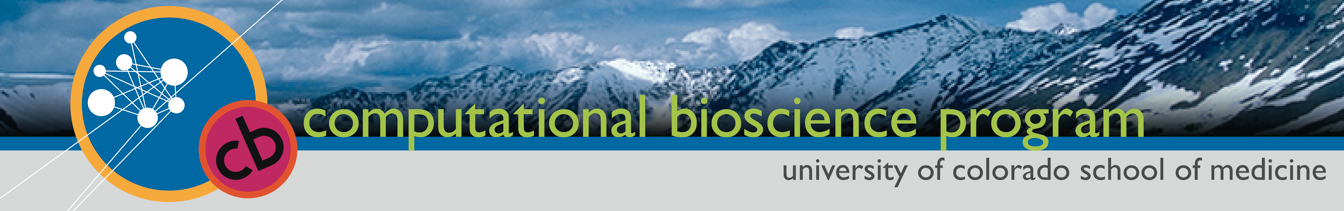 cb
computational bioscience program
university of colorado school of medicine